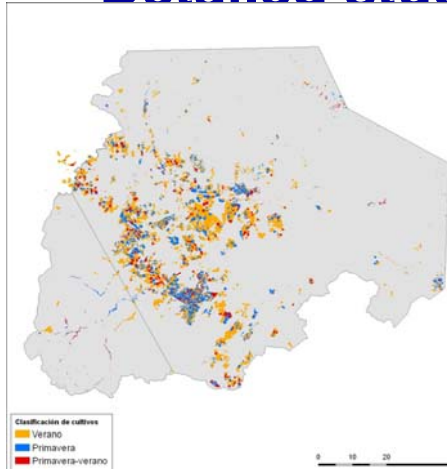 Clasificación de cultivos
Verano
Primavera
Primavera-verano
0 10 20